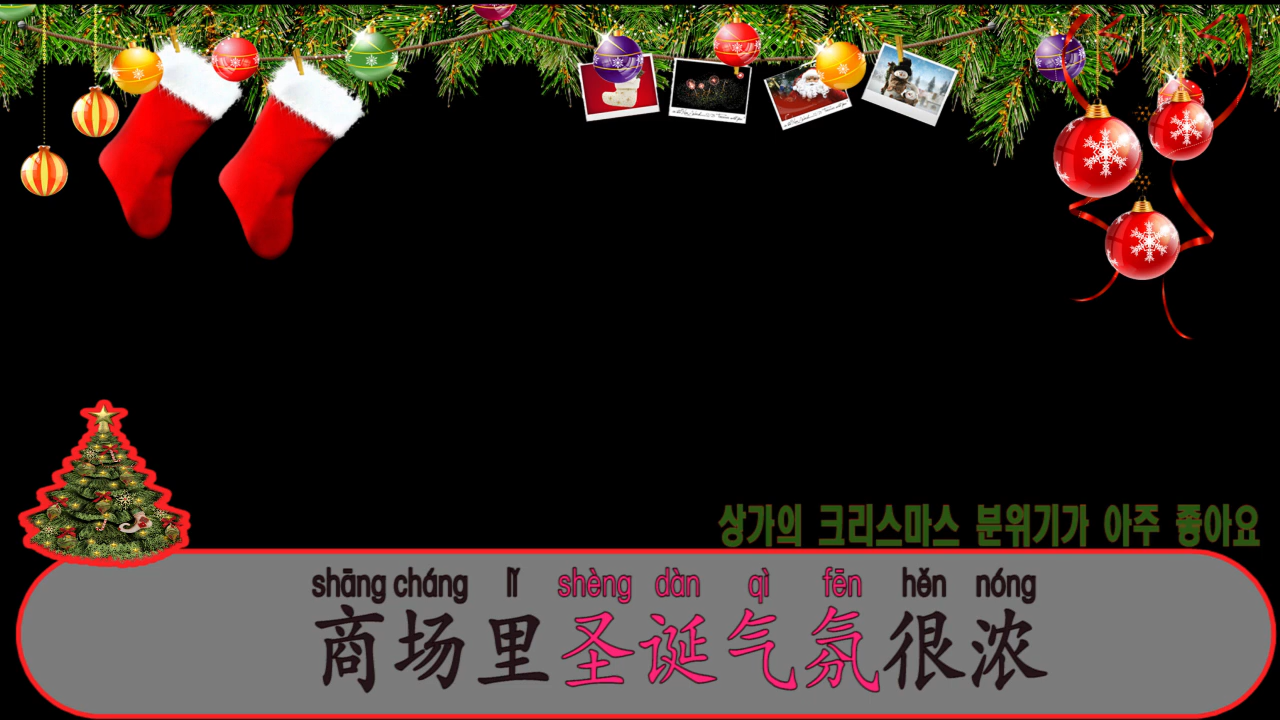 상가의 크리스마스 분위기가 아주 좋아요
shāng cháng lǐ shèng dàn qì fēn hěn nóng
商场里圣诞气氛很浓